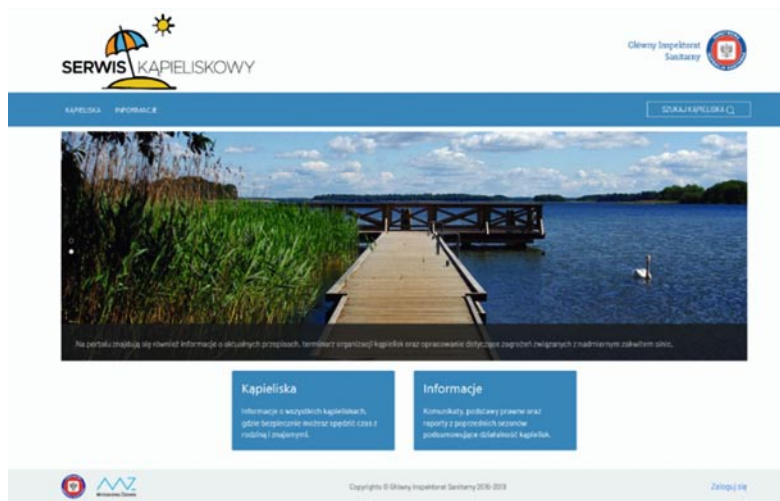 SERWIS KĄPIELISKOWY
Główny Inspektorat
Sanitarny
KĄPIELISKA INFORMACJE
SZUKAJ KĄPIELISKA
Na portalu znajdują się również informacje o aktualnych przepisach, terminarz organizacji kąpielisk oraz opracowanie dotyczące zagrożeń związanych z nadmiernym zakwitem sinic.
Kąpieliska
Informacje o wszystkich kąpieliskach,
gdzie bezpiecznie możesz spędzić czas z
rodziną i znajomymi.
Informacje
Komunikaty, podstawy prawne oraz
raporty z poprzednich sezonów
podsumowujące działalność kąpielisk.
MZ
Ministerstwo Zdrowia
Copyrights © Główny Inspektorat Sanitarny 2016-2019
Zaloguj się